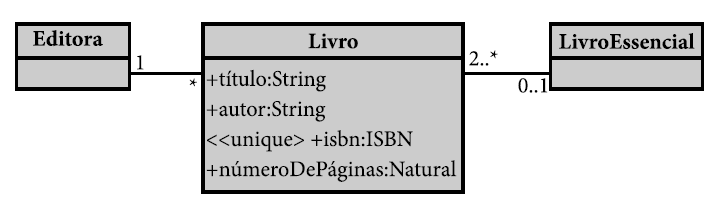 Editora
1
*
Livro
+título:String
+autor:String
<<unique> +isbn:ISBN
+númeroDePáginas:Natural
2..*
0..1
LivroEssencial